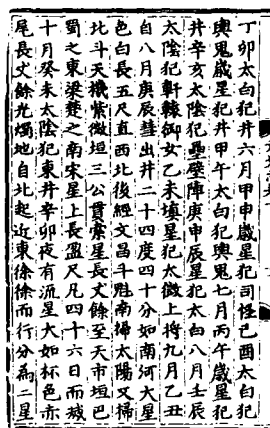 丁卯太白犯井六月甲申歲星犯司怪己酉太白犯
輿鬼歲星犯井甲午太白犯輿鬼七月丙午歲星犯
井辛亥太陰犯壘壁陣庚申辰星犯太白八月壬辰
太陰犯軒轅御女乙未填星犯太微上將九月乙丑
自八月庚辰彗出井二十四度四十分如南河大星
色白長五尺直西北後經文昌斗魁南掃太陽又掃
北斗天機紫微垣三公貫索星長丈餘至天市垣巴
蜀之東梁楚之南宋星上長盈尺凡四十六日而滅
十月癸未太陰犯東井辛卯夜有流星大如杯色赤
尾長丈餘光燭地自北起近東徐徐而行分為二星